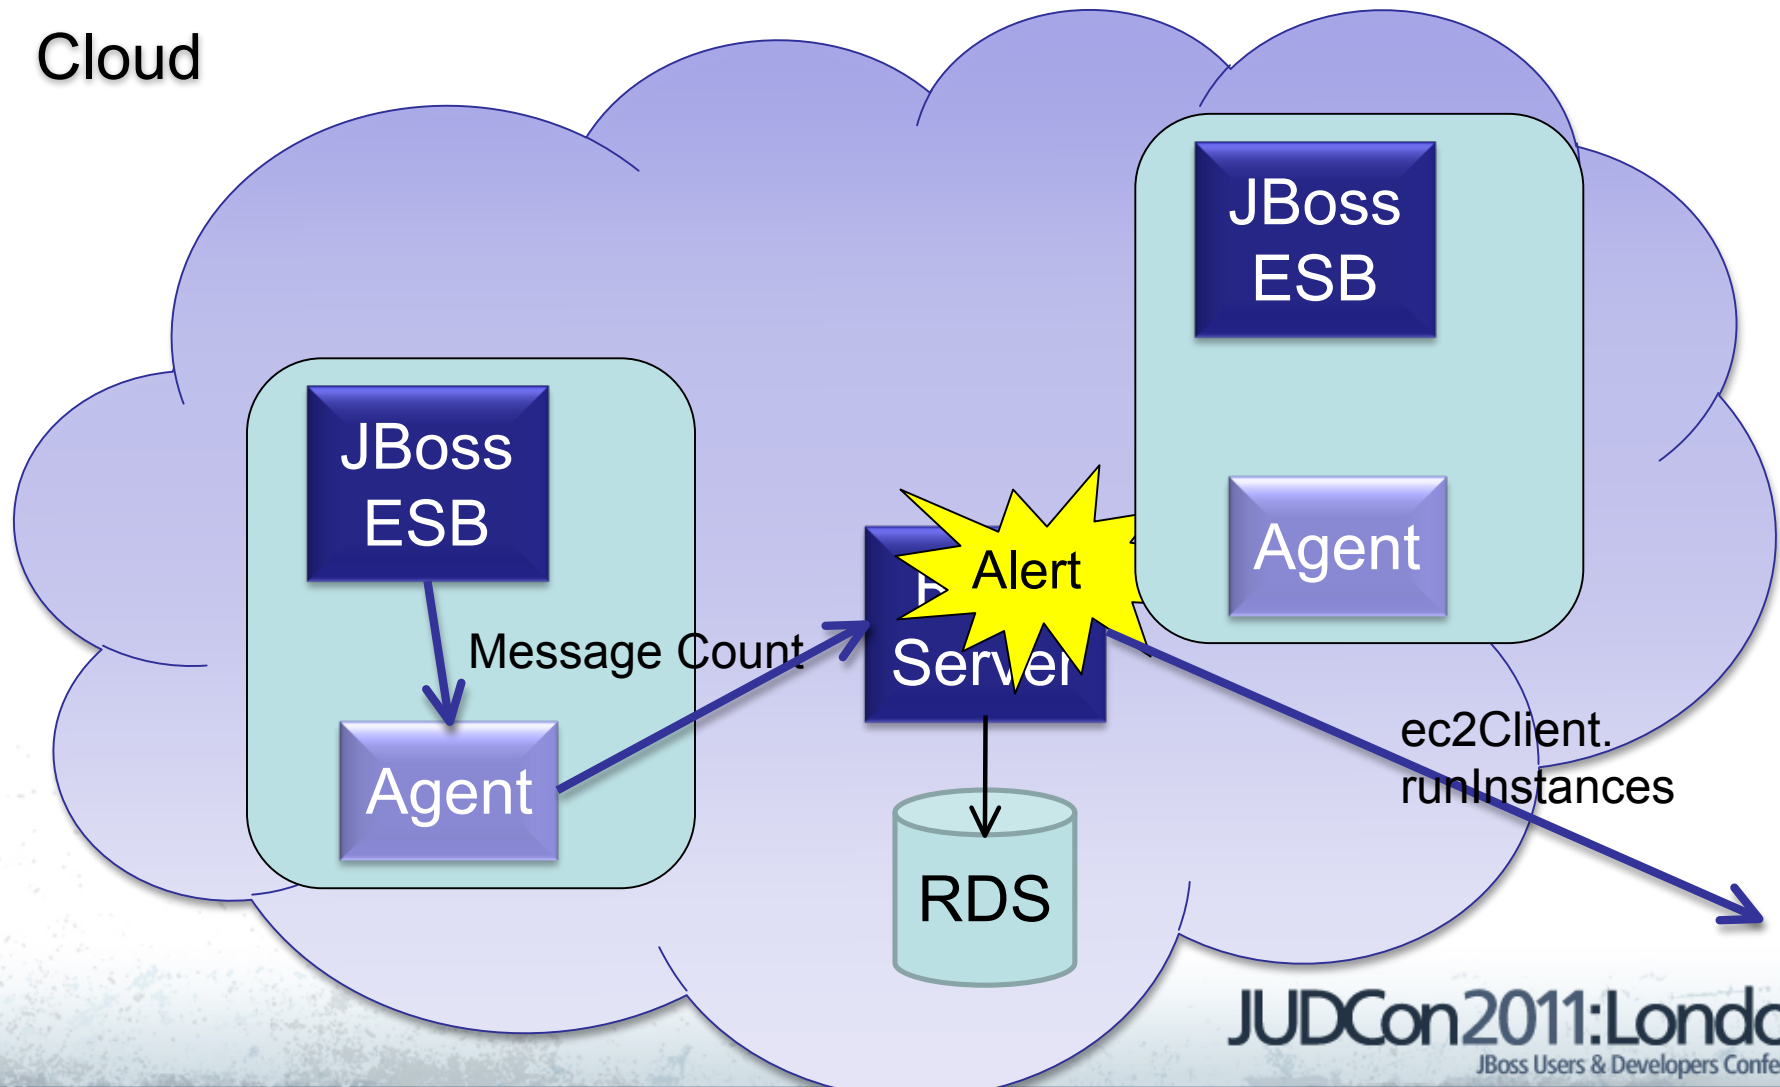 Cloud
JBoss
ESB
Agent
JBoss
ESB
Message Count
Agent
Alert
Server
RDS
ec2Client.
runInstances
JUDCon2011:Londo
JBoss Users & Developers Confe